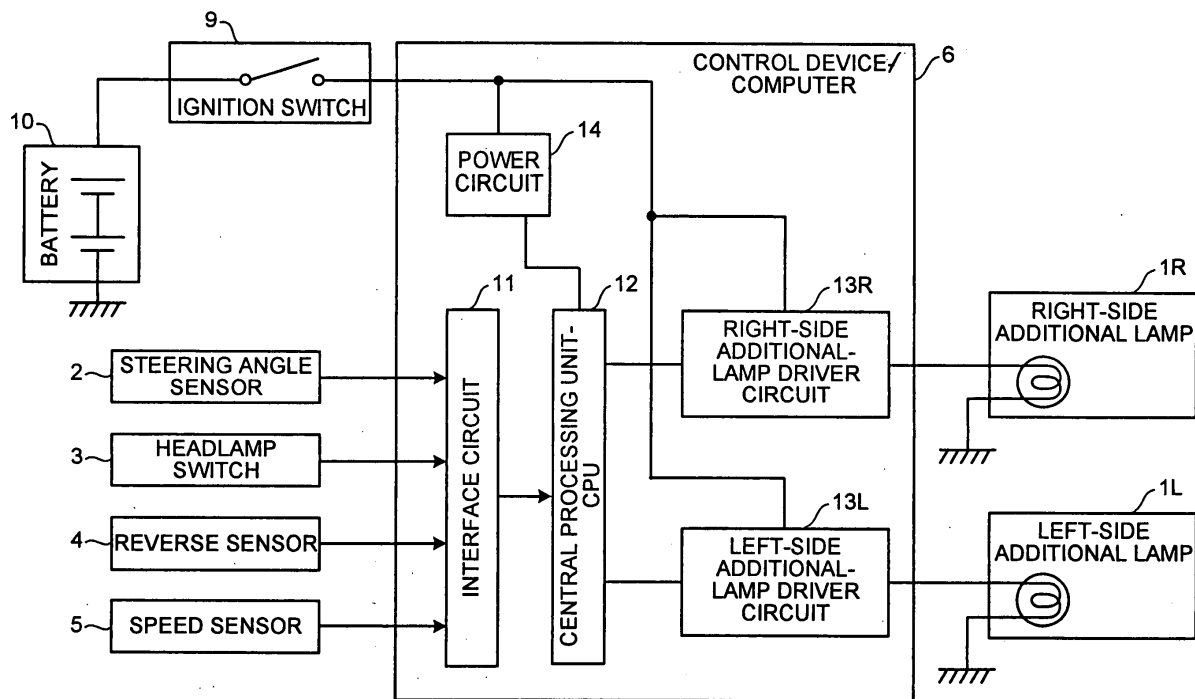 9
IGNITION SWITCH
CONTROL DEVICE/
COMPUTER
6
10
BATTERY
14
POWER
CIRCUIT
11
INTERFACE CIRCUIT
12
CENTRAL PROCESSING UNIT-
CPU
2
STEERING ANGLE
SENSOR
3
HEADLAMP
SWITCH
4
REVERSE SENSOR
5
SPEED SENSOR
13R
RIGHT-SIDE
ADDITIONAL-
LAMP DRIVER
CIRCUIT
1R
RIGHT-SIDE
ADDITIONAL LAMP
13L
LEFT-SIDE
ADDITIONAL-
LAMP DRIVER
CIRCUIT
1L
LEFT-SIDE
ADDITIONAL LAMP